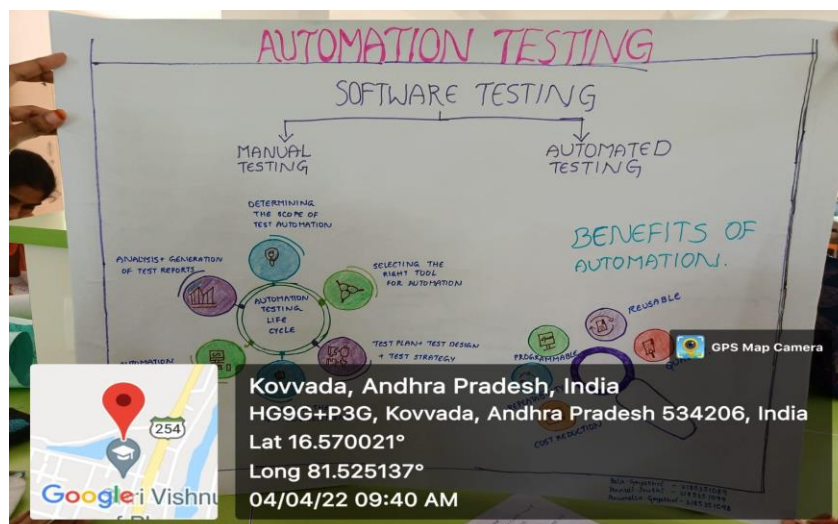 AUTOMATION TESTING
SOFTWARE TESTING
MANUAL
TESTING
AUTOMATED
TESTING
DETERMINING
THE SCOPE OF
TEST AUTOMATION
ANALYSIS+ GENERATION
OF TEST REPORTS
SELECTING THE
RIGHT TOOL
FOR AUTOMATION
AUTOMATION
TESTING
LIFE
CYCLE
TEST PLAN+ TEST DESIGN
+ TEST STRATEGY
AUTOMATION
BENEFITS OF
AUTOMATION.
REUSABLE
PROGRAMMABLE
COST REDUCTION
GPS Map Camera
Kovvada, Andhra Pradesh, India
HG9G+P3G, Kovvada, Andhra Pradesh 534206, India
Lat 16.570021°
Long 81.525137°
04/04/22 09:40 AM
254
Google